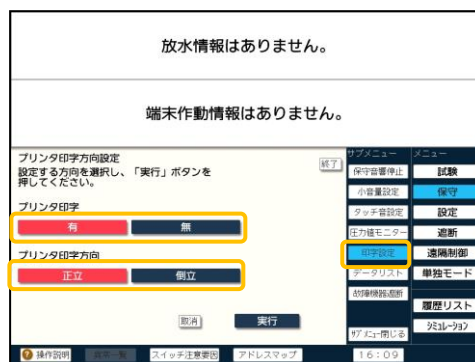 放水情報はありません。
端末作動情報はありません。
プリンタ印字方向設定
設定する方向を選択し、「実行」ボタンを
押してください。
終了
プリンタ印字
有 無
プリンタ印字方向
正立 倒立
取消 実行
サブメニュー メニュー
保守音響停止 試験
小音量設定 保守
タッチ音設定 設定
圧力値モニター 遮断
印字設定 遠隔制御
データリスト 単独モード
故障機器遮断
履歴リスト
サブメニュー閉じる シミュレーション
操作説明 異常一覧 スイッチ注意要因 アドレスマップ 16:09